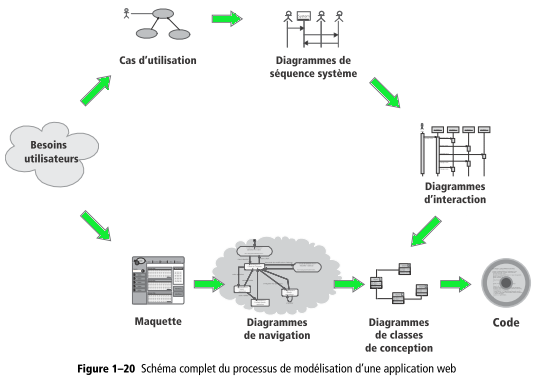 Cas d'utilisation
Diagrammes de
séquence système
Besoins
utilisateurs
Diagrammes
d'interaction
Maquette
Diagrammes
de navigation
Diagrammes
de classes
de conception
Code
Figure 1–20 Schéma complet du processus de modélisation d'une application web